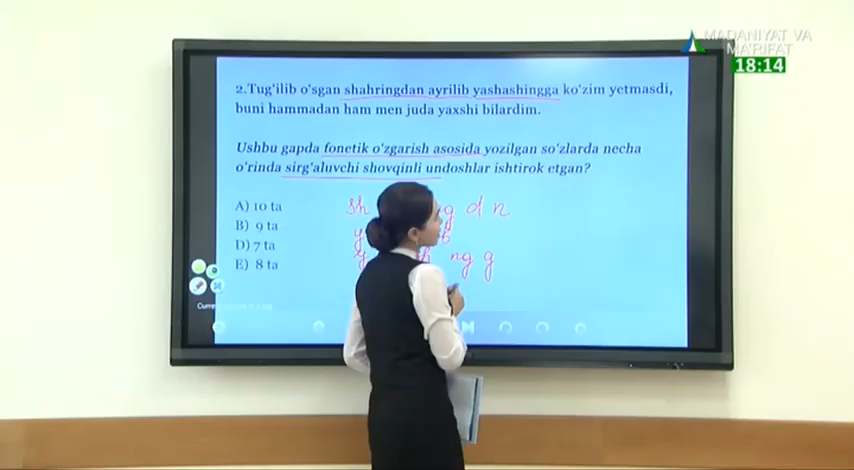 MADANIYAT VA
MA'RIFAT
18:14
2.Tug'ilib o'sgan shahringdan ayrilib yashashingga ko'zim yetmasdi,
buni hammadan ham men juda yaxshi bilardim.
Ushbu gapda fonetik o'zgarish asosida yozilgan so'zlarda necha
o'rinda sirg'aluvchi shovqinli undoshlar ishtirok etgan?
A) 10 ta
B) 9 ta
D) 7 ta
E) 8 ta
sh g d n
y
ng g